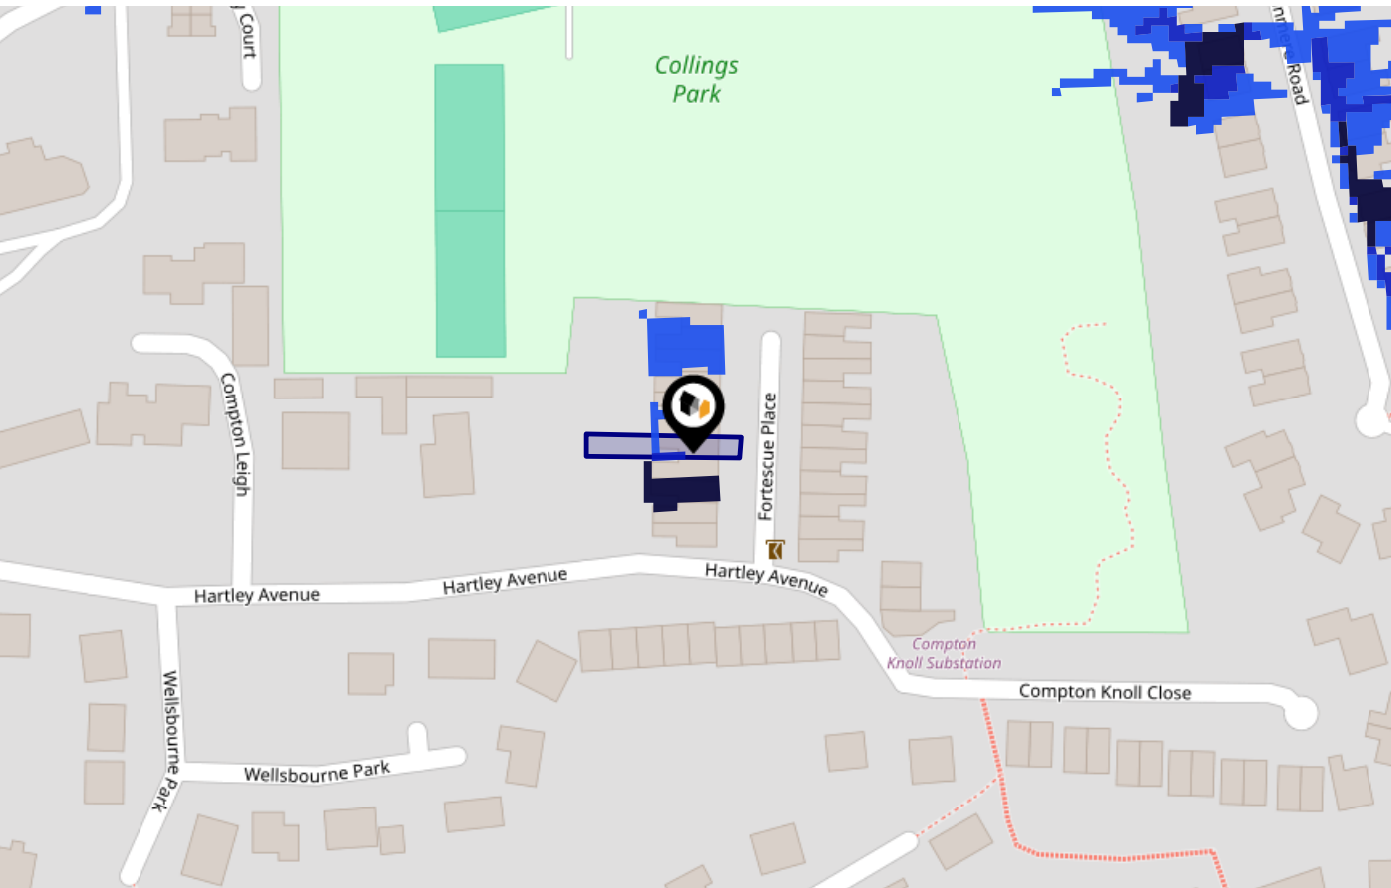 Court
Collings
Park
Road
Compton Leigh
Fortescue Place
Hartley Avenue
Hartley Avenue
Hartley Avenue
Compton
Knoll Substation
Compton Knoll Close
Wellsbourne Park
Wellsbourne Park